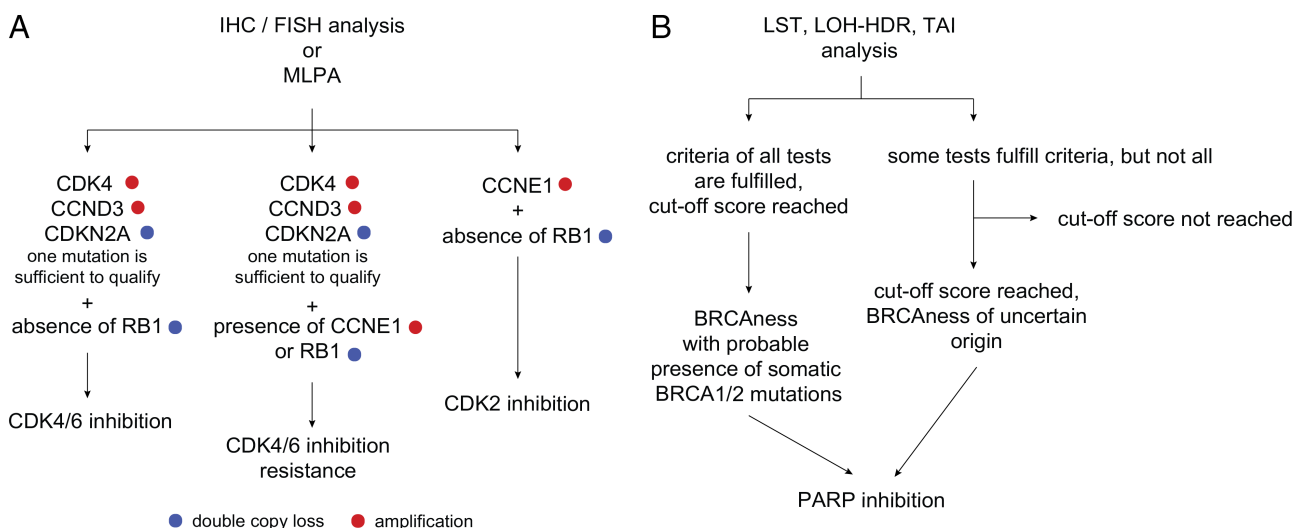 A
IHC / FISH analysis
or
MLPA
CDK4
CCND3
CDKN2A
one mutation is
sufficient to qualify
+
absence of RB1
CDK4/6 inhibition
CDK4
CCND3
CDKN2A
one mutation is
sufficient to qualify
+
presence of CCNE1
or RB1
CDK4/6 inhibition
resistance
CCNE1
+
absence of RB1
CDK2 inhibition
double copy loss
amplification
B
LST, LOH-HDR, TAI
analysis
criteria of all tests
are fulfilled,
cut-off score reached
BRCAness
with probable
presence of somatic
BRCA1/2 mutations
some tests fulfill criteria, but not all
cut-off score not reached
cut-off score reached,
BRCAness of uncertain
origin
PARP inhibition